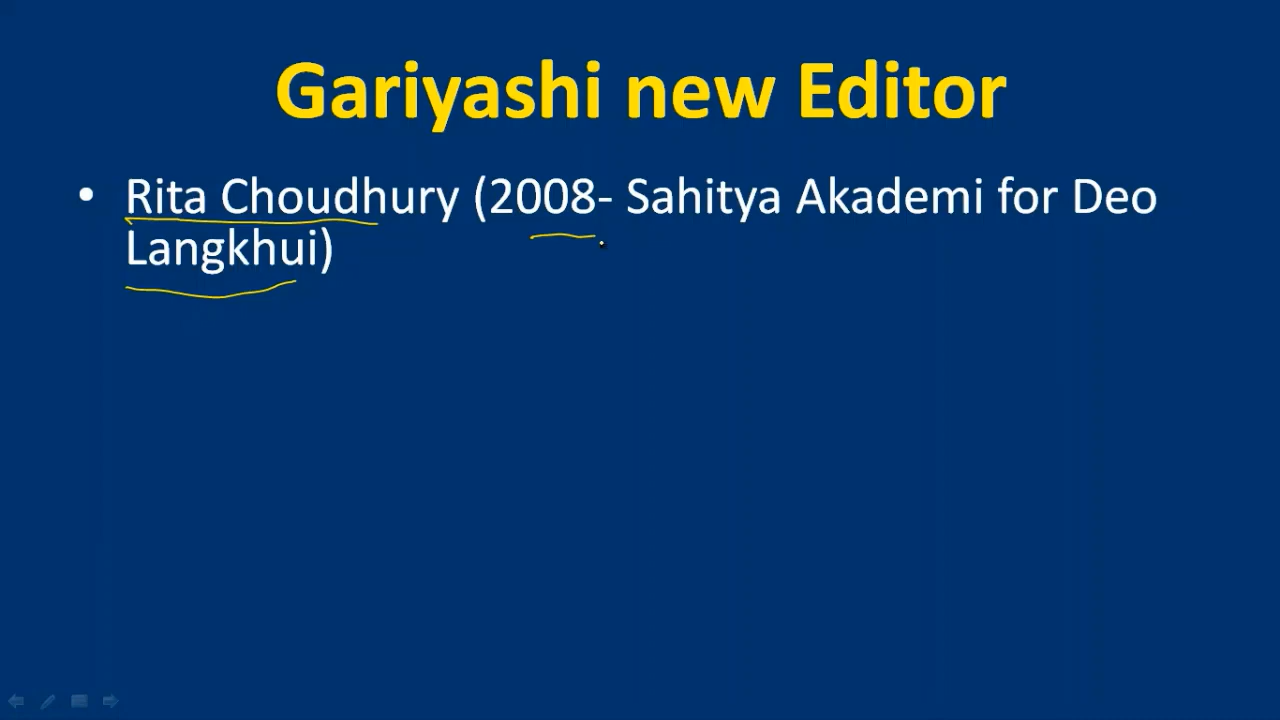 Gariyashi new Editor
• Rita Choudhury (2008- Sahitya Akademi for Deo
Langkhui)